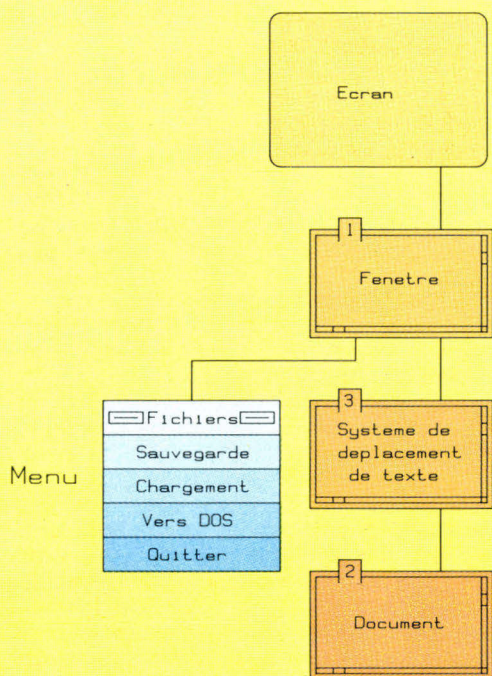 Ecran
1
Fenetre
Fichiers
Sauvegarde
Chargement
Vers DOS
Quitter
Menu
3
Systeme de
deplacement
de texte
2
Document